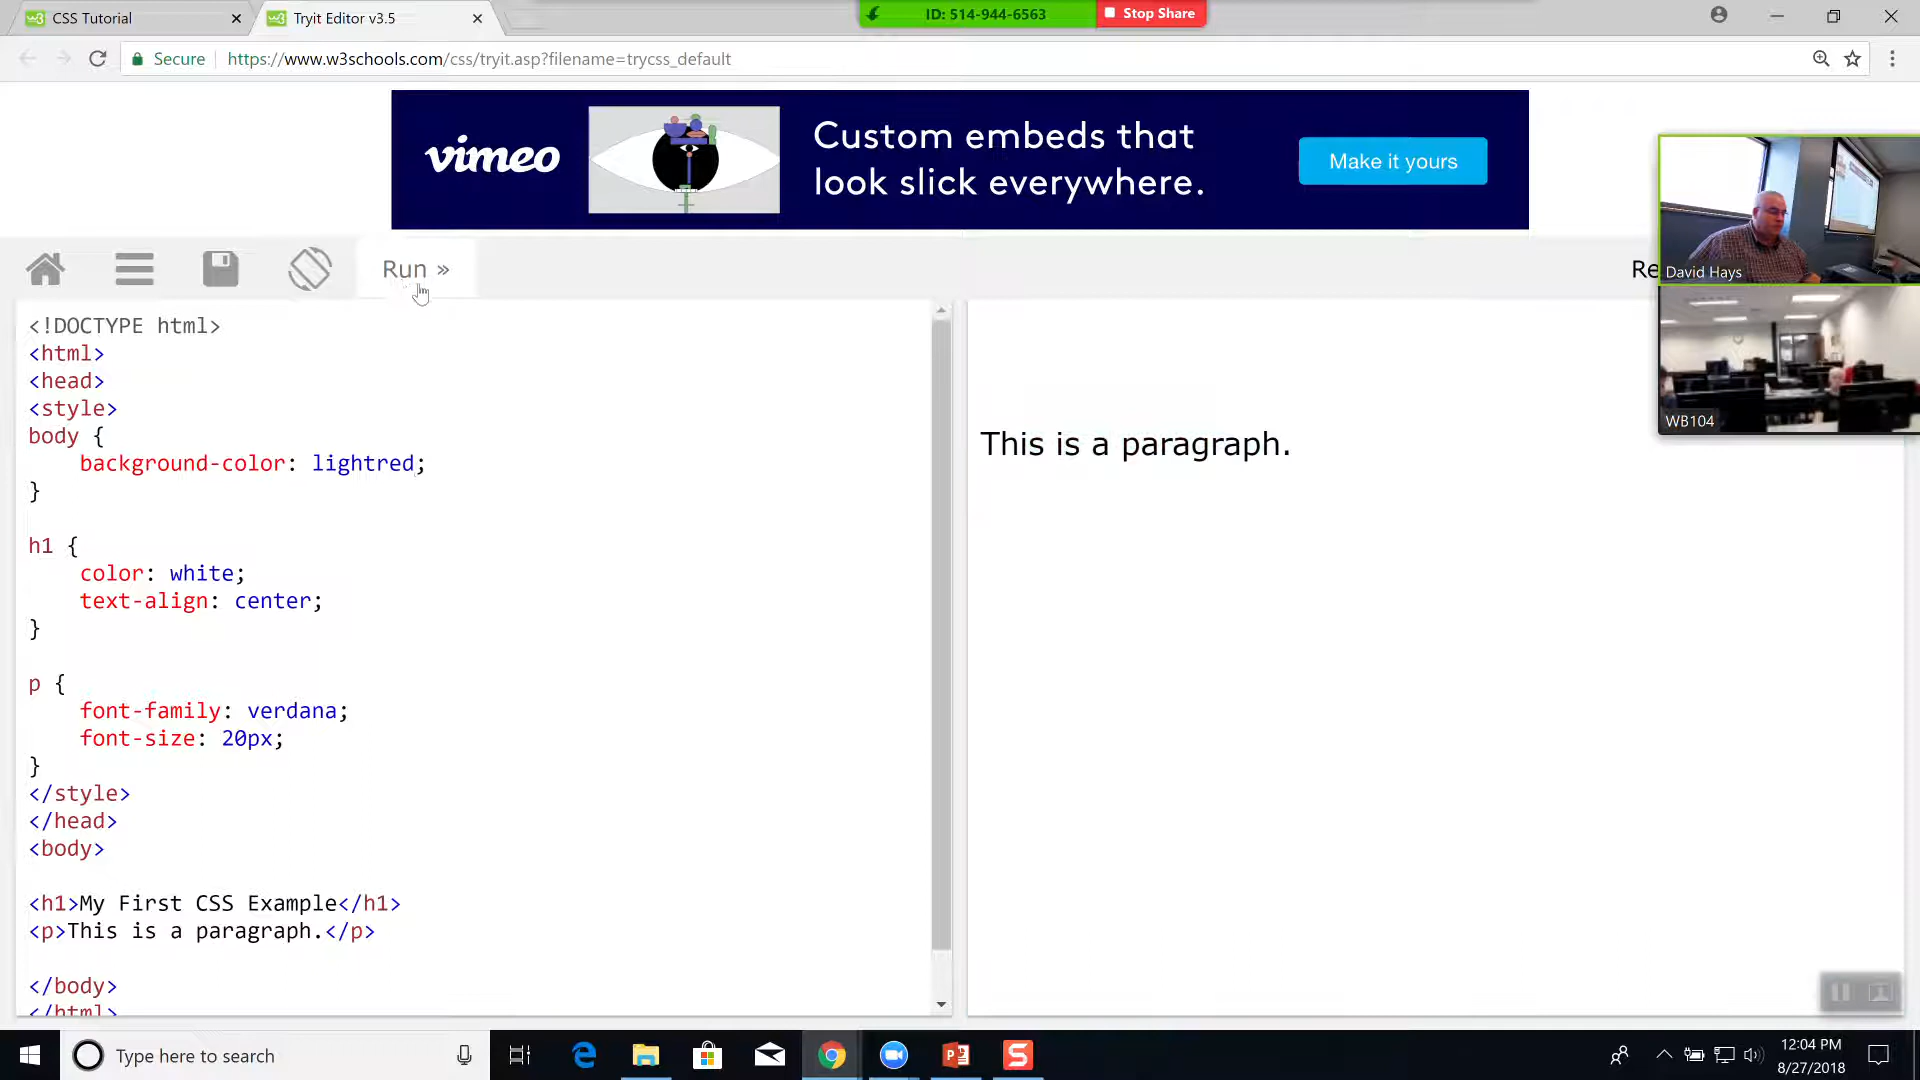 CSS Tutorial
Tryit Editor v3.5
ID: 514-944-6563
Stop Share
Secure
https://www.w3schools.com/css/tryit.asp?filename=trycss_default
vimeo
Custom embeds that
look slick everywhere.
Make it yours
Run »
Re
David Hays
WB104
<!DOCTYPE html>
<html>
<head>
<style>
body {
    background-color: lightred;
}
h1 {
    color: white;
    text-align: center;
}
p {
    font-family: verdana;
    font-size: 20px;
}
</style>
</head>
<body>
<h1>My First CSS Example</h1>
<p>This is a paragraph.</p>
</body>
</html>
This is a paragraph.
Type here to search
12:04 PM
8/27/2018